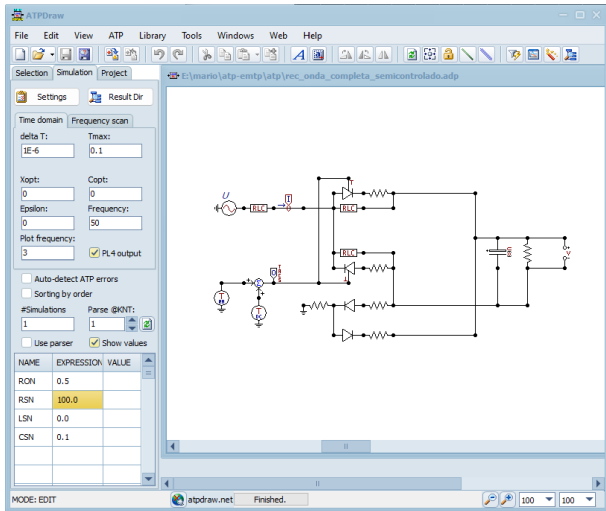 ATPDraw
File Edit View ATP Library Tools Windows Web Help
Selection Simulation Project
E:\mario\atp-emtp\atp\rec_onda_completa_semicontrolado.adp
Settings Result Dir
Time domain Frequency scan
delta T: Tmax:
1E-6 0.1
Xopt: Copt:
0 0
Epsilon: Frequency:
0 50
Plot frequency:
3 PL4 output
Auto-detect ATP errors
Sorting by order
#Simulations Parse @KNT:
1 1
Use parser Show values
NAME EXPRESSION VALUE
RON 0.5
RSN 100.0
LSN 0.0
CSN 0.1
U
RLC
I
RLC
T
RLC
V
T
T
MODE: EDIT
atpdraw.net Finished.
100 100